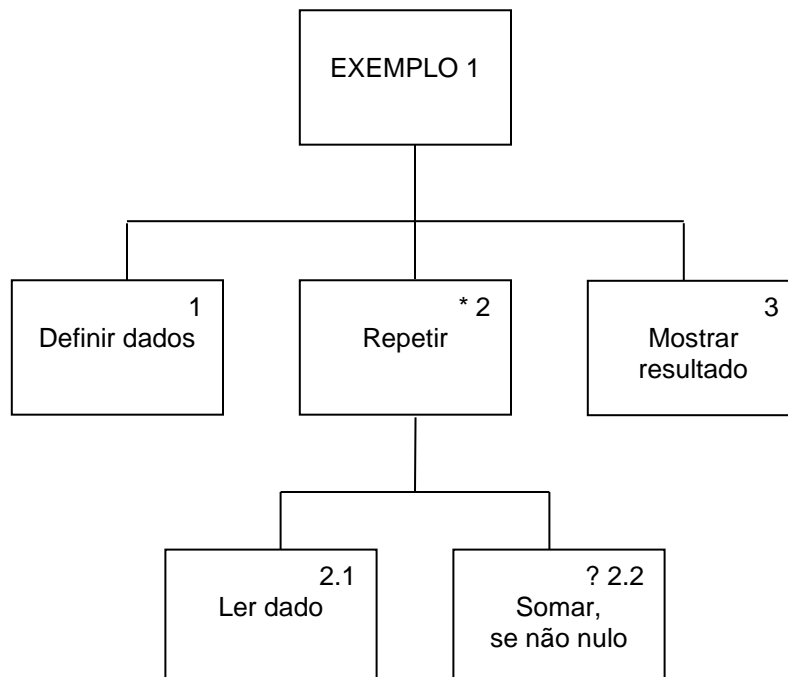 EXEMPLO 1
1
Definir dados
* 2
Repetir
3
Mostrar
resultado
2.1
Ler dado
? 2.2
Somar,
se não nulo